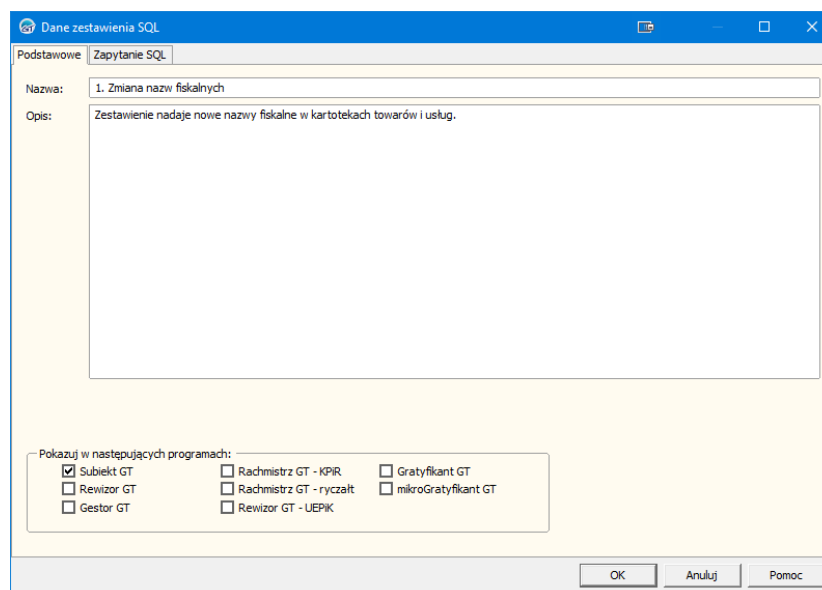 Dane zestawienia SQL
Podstawowe Zapytanie SQL
Nazwa: 1. Zmiana nazw fiskalnych
Opis: Zestawienie nadaje nowe nazwy fiskalne w kartotekach towarów i usług.
Pokazuj w następujących programach:
Subiekt GT Rachmistrz GT - KPiR Gratyfikant GT
Rewizor GT Rachmistrz GT - ryczałt mikroGratyfikant GT
Gestor GT Rewizor GT - UEPiK
OK Anuluj Pomoc